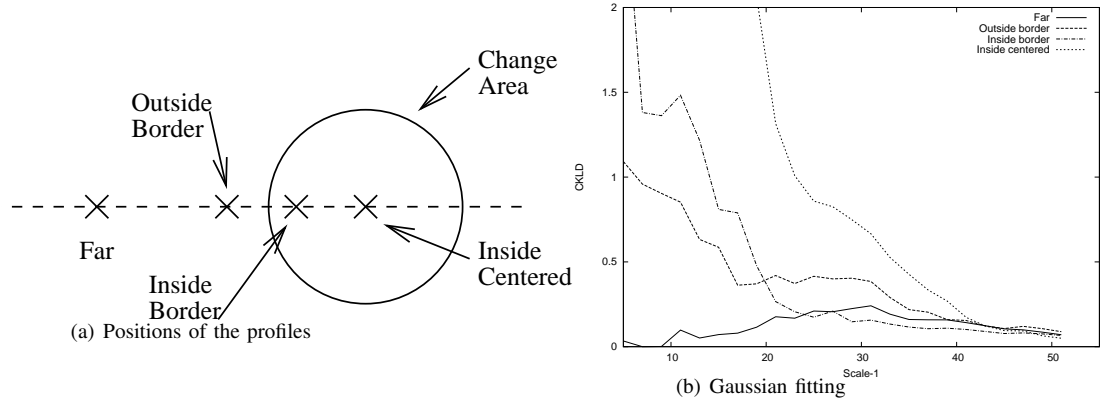 Change
Area
Outside
Border
Far
Inside
Border
Inside
Centered
(a) Positions of the profiles
Far
Outside border
Inside border
Inside centered
2
1.5
1
0.5
0
CKLD
10
20
30
40
50
Scale-1
(b) Gaussian fitting